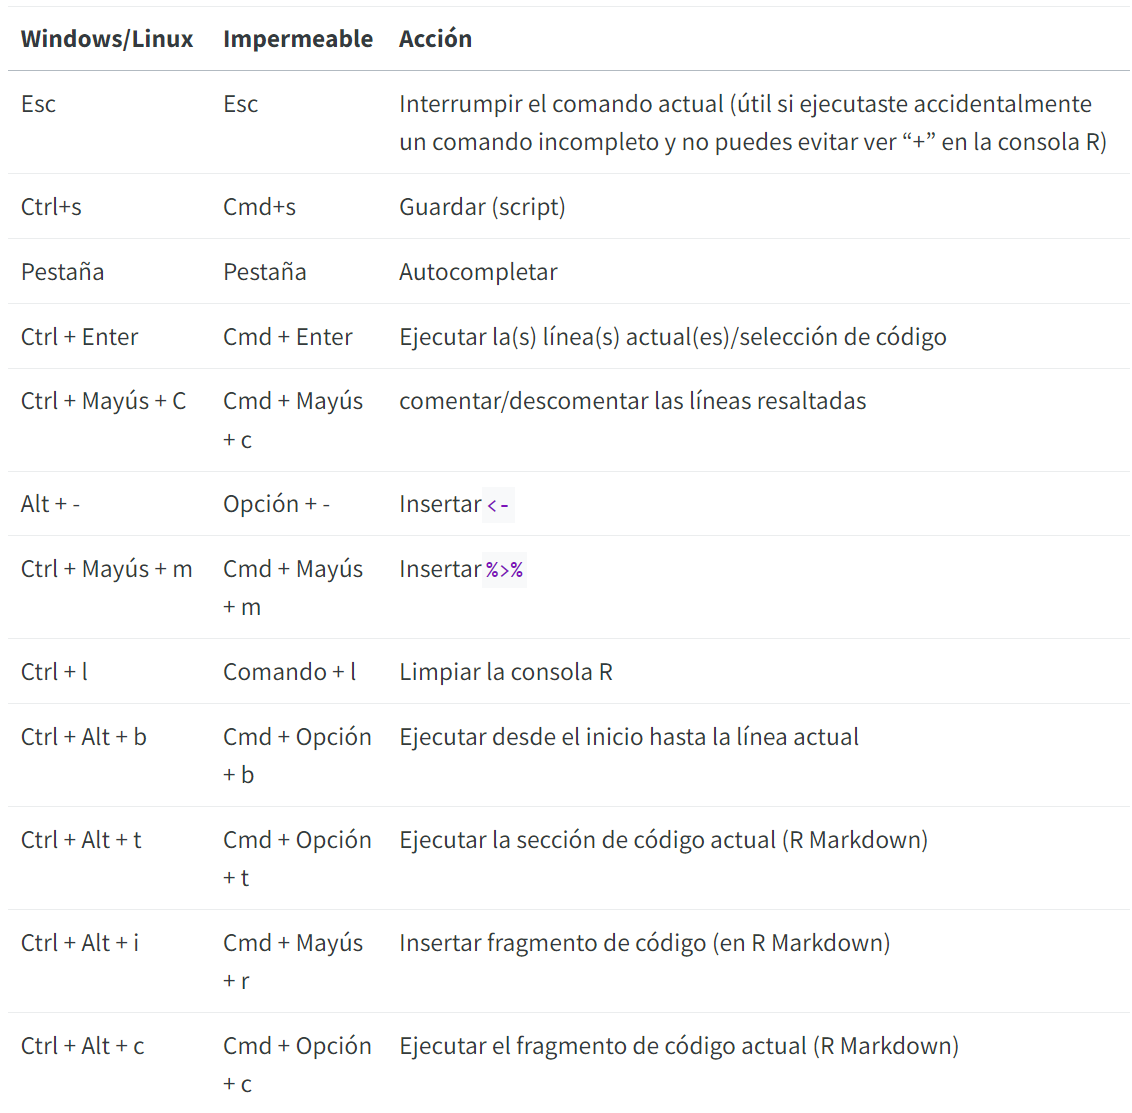 Windows/Linux Impermeable Acción
Esc Esc Interrumpir el comando actual (útil si ejecutaste accidentalmente
un comando incompleto y no puedes evitar ver “+” en la consola R)
Ctrl+s Cmd+s Guardar (script)
Pestaña Pestaña Autocompletar
Ctrl + Enter Cmd + Enter Ejecutar la(s) línea(s) actual(es)/selección de código
Ctrl + Mayús + C Cmd + Mayús comentar/descomentar las líneas resaltadas
+ c
Alt + - Opción + - Insertar <-
Ctrl + Mayús + m Cmd + Mayús Insertar %>%
+ m
Ctrl + l Comando + l Limpiar la consola R
Ctrl + Alt + b Cmd + Opción Ejecutar desde el inicio hasta la línea actual
+ b
Ctrl + Alt + t Cmd + Opción Ejecutar la sección de código actual (R Markdown)
+ t
Ctrl + Alt + i Cmd + Mayús Insertar fragmento de código (en R Markdown)
+ r
Ctrl + Alt + c Cmd + Opción Ejecutar el fragmento de código actual (R Markdown)
+ c